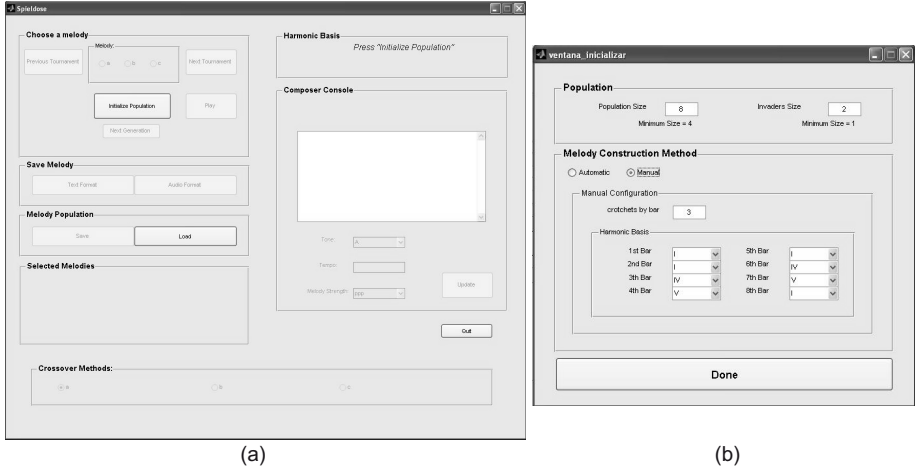 Spieldose
Choose a melody
Melody:
Previous Tournament
a b c
Next Tournament
Initialize Population
Play
Next Generation
Save Melody
Text Format
Audio Format
Melody Population
Save
Load
Selected Melodies
Harmonic Basis
Press "Initialize Population"
Composer Console
Tone:
A
Tempo:
Melody Strength:
ppp
Update
Quit
Crossover Methods:
a b c
(a)
ventana_inicializar
Population
Population Size 8
Invaders Size 2
Minimum Size = 4
Minimum Size = 1
Melody Construction Method
Automatic Manual
Manual Configuration
crotchets by bar 3
Harmonic Basis
1st Bar I 5th Bar I
2nd Bar I 6th Bar IV
3th Bar IV 7th Bar V
4th Bar V 8th Bar I
Done
(b)